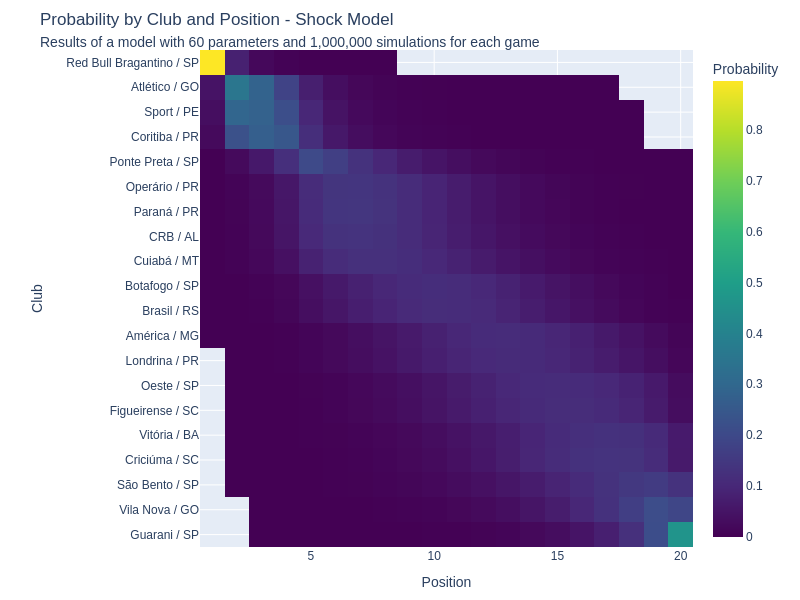 Probability by Club and Position - Shock Model
Results of a model with 60 parameters and 1,000,000 simulations for each game
Probability
Red Bull Bragantino / SP
Atlético / GO
Sport / PE
Coritiba / PR
Ponte Preta / SP
Operário / PR
Paraná / PR
CRB / AL
Cuiabá / MT
Botafogo / SP
Brasil / RS
América / MG
Londrina / PR
Oeste / SP
Figueirense / SC
Vitória / BA
Criciúma / SC
São Bento / SP
Vila Nova / GO
Guarani / SP
Club
5
10
15
20
Position
0.8
0.7
0.6
0.5
0.4
0.3
0.2
0.1
0